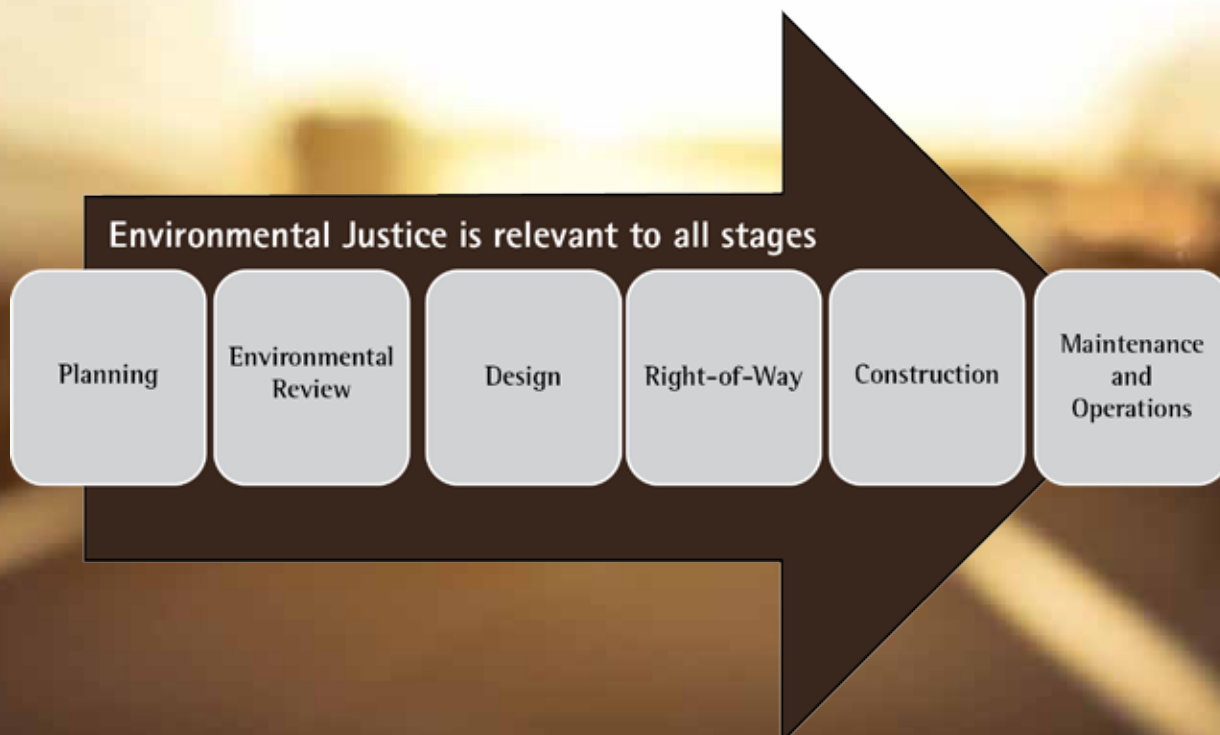 Environmental Justice is relevant to all stages
Planning
Environmental
Review
Design
Right-of-Way
Construction
Maintenance
and
Operations